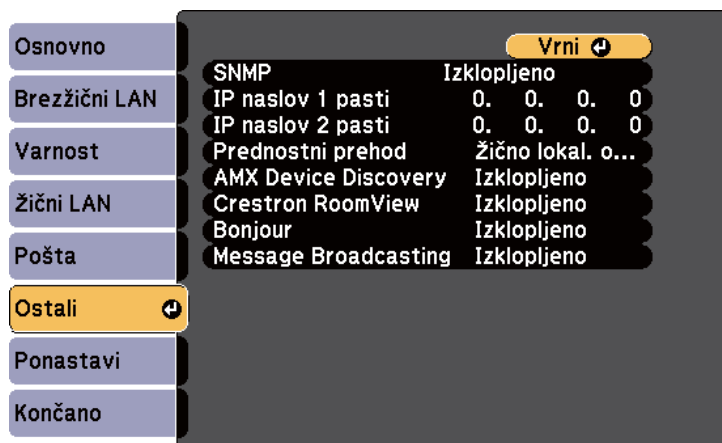 Osnovno
Brezžični LAN
Varnost
Žični LAN
Pošta
Ostali
Ponastavi
Končano
Vrni
SNMP Izklopljeno
IP naslov 1 pasti 0. 0. 0. 0
IP naslov 2 pasti 0. 0. 0. 0
Prednostni prehod Žično lokal. o...
AMX Device Discovery Izklopljeno
Crestron RoomView Izklopljeno
Bonjour Izklopljeno
Message Broadcasting Izklopljeno